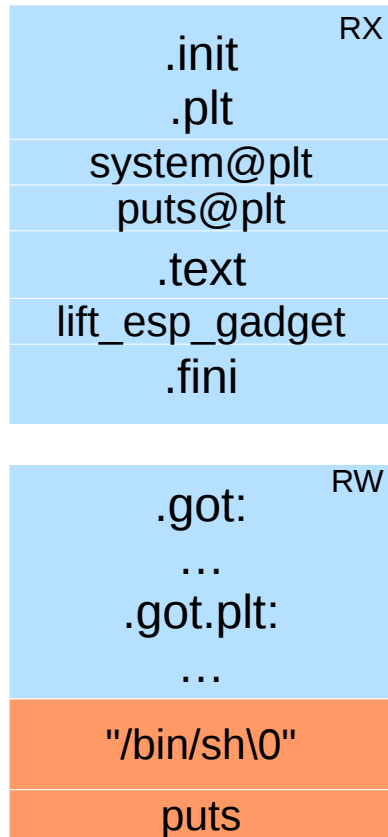 RX
.init
.plt
system@plt
puts@plt
.text
lift_esp_gadget
.fini
RW
.got:
…
.got.plt:
…
"/bin/sh\0"
puts